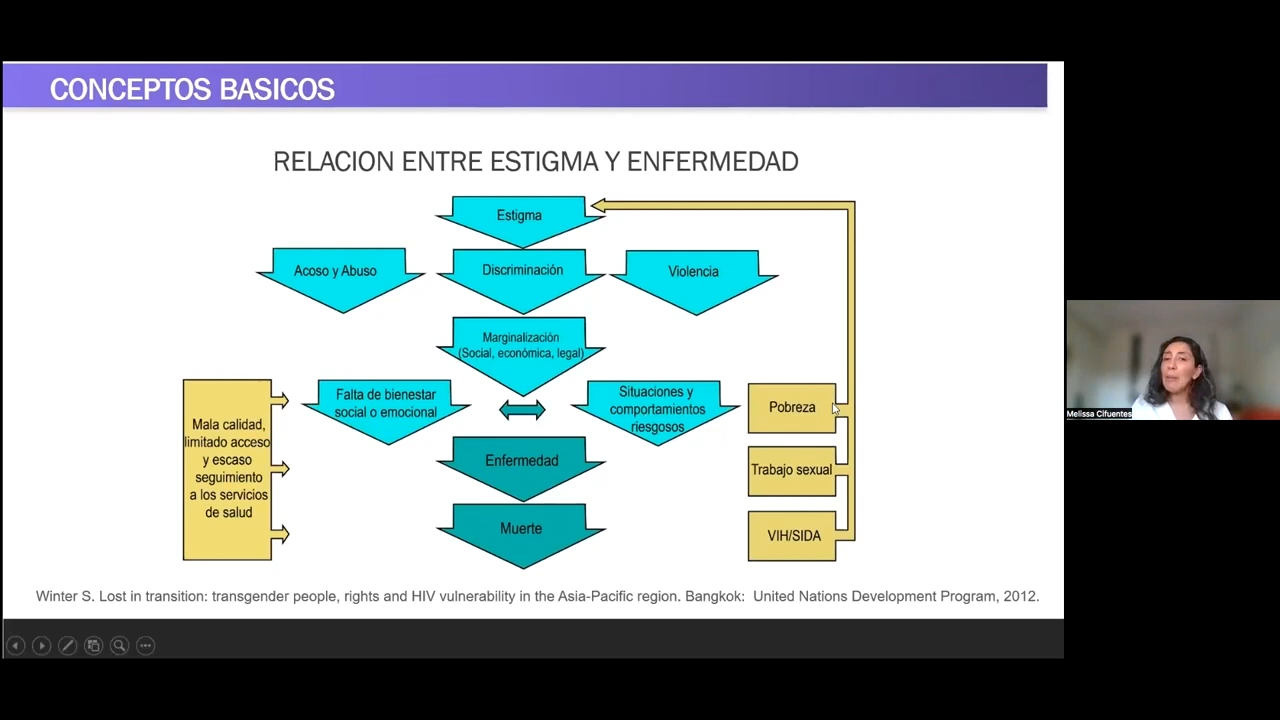 CONCEPTOS BASICOS
RELACION ENTRE ESTIGMA Y ENFERMEDAD
Estigma
Acoso y Abuso
Discriminación
Violencia
Marginalización
(Social, económica, legal)
Falta de bienestar
social o emocional
Situaciones y
comportamientos
riesgosos
Mala calidad,
limitado acceso
y escaso
seguimiento
a los servicios
de salud
Enfermedad
Muerte
Pobreza
Trabajo sexual
VIH/SIDA
Winter S. Lost in transition: transgender people, rights and HIV vulnerability in the Asia-Pacific region. Bangkok: United Nations Development Program, 2012.
Melissa Cifuentes